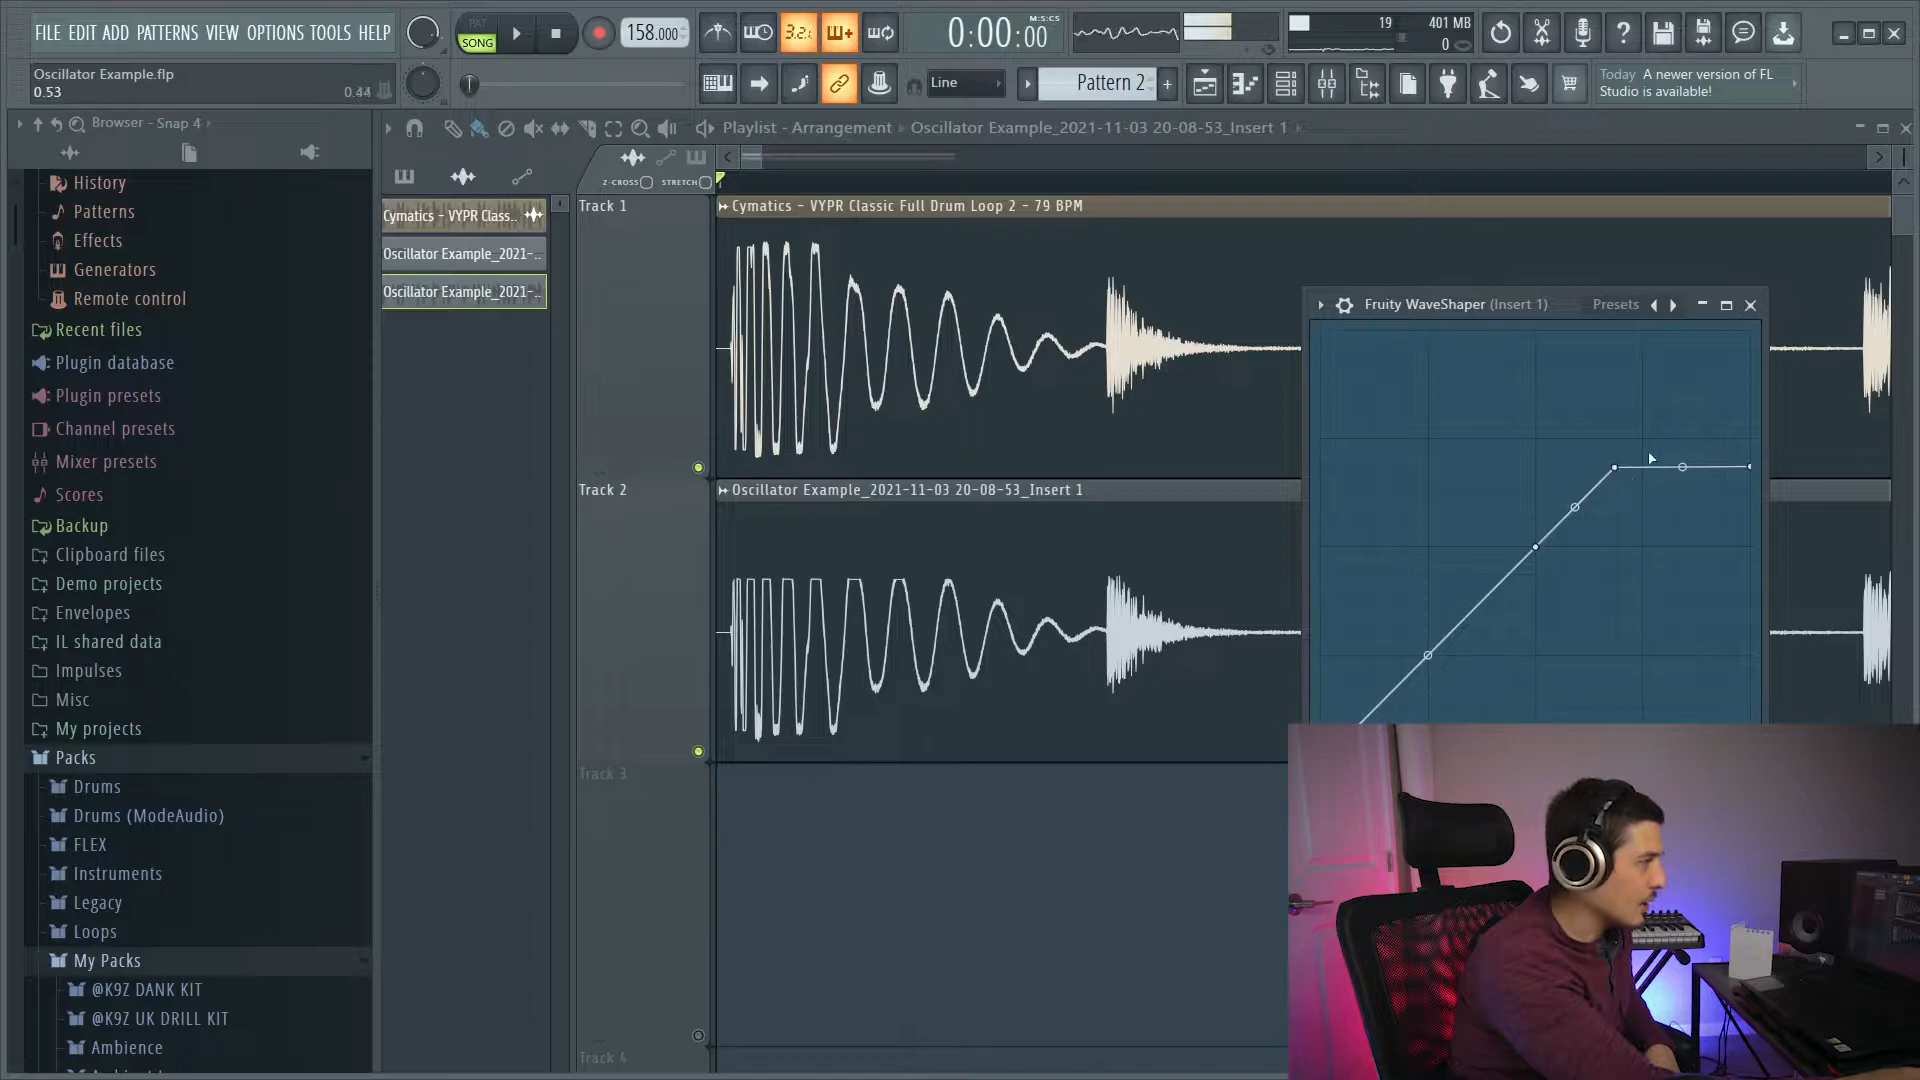 FILE EDIT ADD PATTERNS VIEW OPTIONS TOOLS HELP
PAT
SONG
158.000
3.2.1
0:00:00
M:S:CS
19
401 MB
0
Oscillator Example.flp
0.53
0.44
Line
Pattern 2
Today A newer version of FL
Studio is available!
Browser - Snap 4
Playlist - Arrangement
Oscillator Example_2021-11-03 20-08-53_Insert 1
Z-CROSS
STRETCH
History
Patterns
Effects
Generators
Remote control
Recent files
Plugin database
Plugin presets
Channel presets
Mixer presets
Scores
Backup
Clipboard files
Demo projects
Envelopes
IL shared data
Impulses
Misc
My projects
Packs
Drums
Drums (ModeAudio)
FLEX
Instruments
Legacy
Loops
My Packs
@K9Z DANK KIT
@K9Z UK DRILL KIT
Ambience
Cymatics - VYPR Class..
Oscillator Example_2021-..
Oscillator Example_2021-..
Track 1
Cymatics - VYPR Classic Full Drum Loop 2 - 79 BPM
Track 2
Oscillator Example_2021-11-03 20-08-53_Insert 1
Track 3
Track 4
Fruity WaveShaper (Insert 1)
Presets